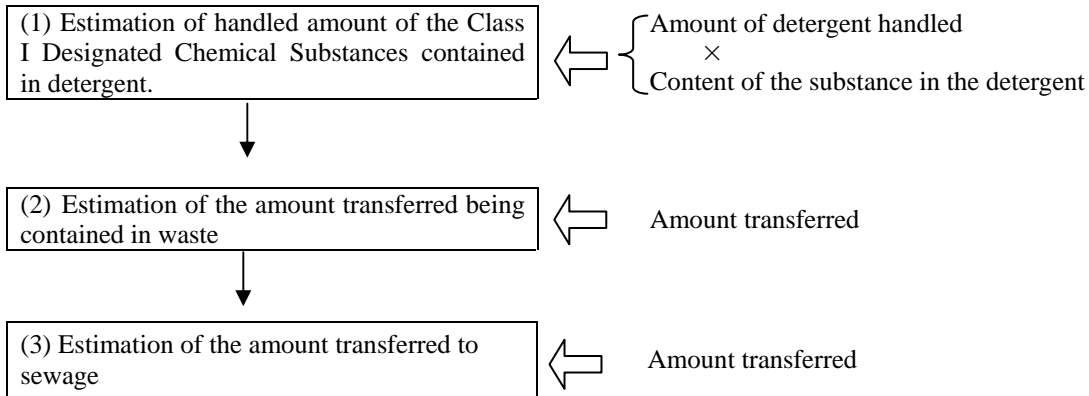 (1) Estimation of handled amount of the Class
I Designated Chemical Substances contained
in detergent.
Amount of detergent handled
×
Content of the substance in the detergent
(2) Estimation of the amount transferred being
contained in waste
Amount transferred
(3) Estimation of the amount transferred to
sewage
Amount transferred